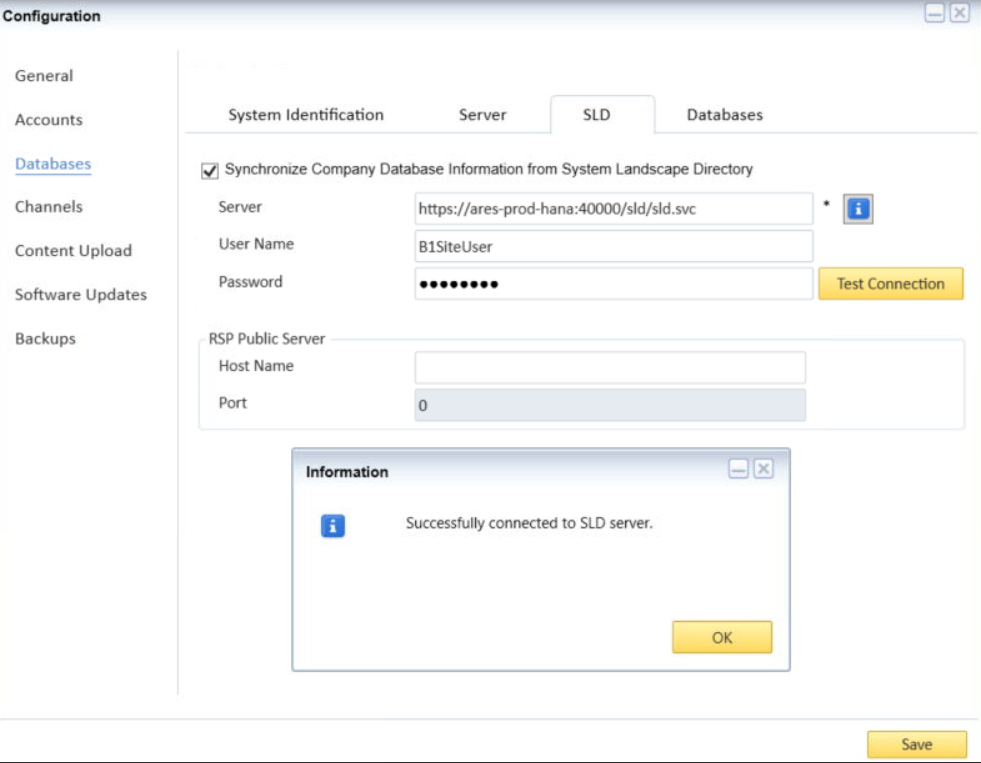 Configuration
General
Accounts
Databases
Channels
Content Upload
Software Updates
Backups
System Identification Server SLD Databases
Synchronize Company Database Information from System Landscape Directory
Server https://ares-prod-hana:40000/sld/sld.svc *
User Name B1SiteUser
Password ●●●●●●●● Test Connection
RSP Public Server
Host Name
Port 0
Information
Successfully connected to SLD server.
OK
Save